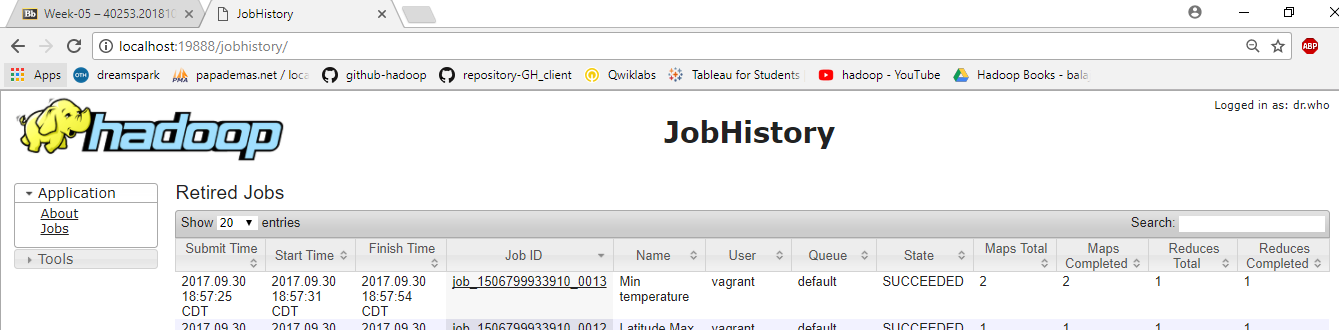 Bb Week-05 – 40253.20181
JobHistory
localhost:19888/jobhistory/
ABP
Apps
OTH dreamspark
PMA papademas.net / loca
github-hadoop
repository-GH_client
Qwiklabs
Tableau for Students
hadoop - YouTube
Hadoop Books - bala
hadoop
JobHistory
Logged in as: dr.who
Application
About
Jobs
Tools
Retired Jobs
Show 20 entries
Search:
Submit Time Start Time Finish Time Job ID Name User Queue State Maps Total Maps Completed Reduces Total Reduces Completed
2017.09.30 2017.09.30 2017.09.30 job_1506799933910_0013 Min vagrant default SUCCEEDED 2 2 1 1
18:57:25 18:57:31 18:57:54 temperature
CDT CDT CDT
2017.09.30 2017.09.30 2017.09.30 job_1506799933910_0012 Latitude Max vagrant default SUCCEEDED 1 1 1 1